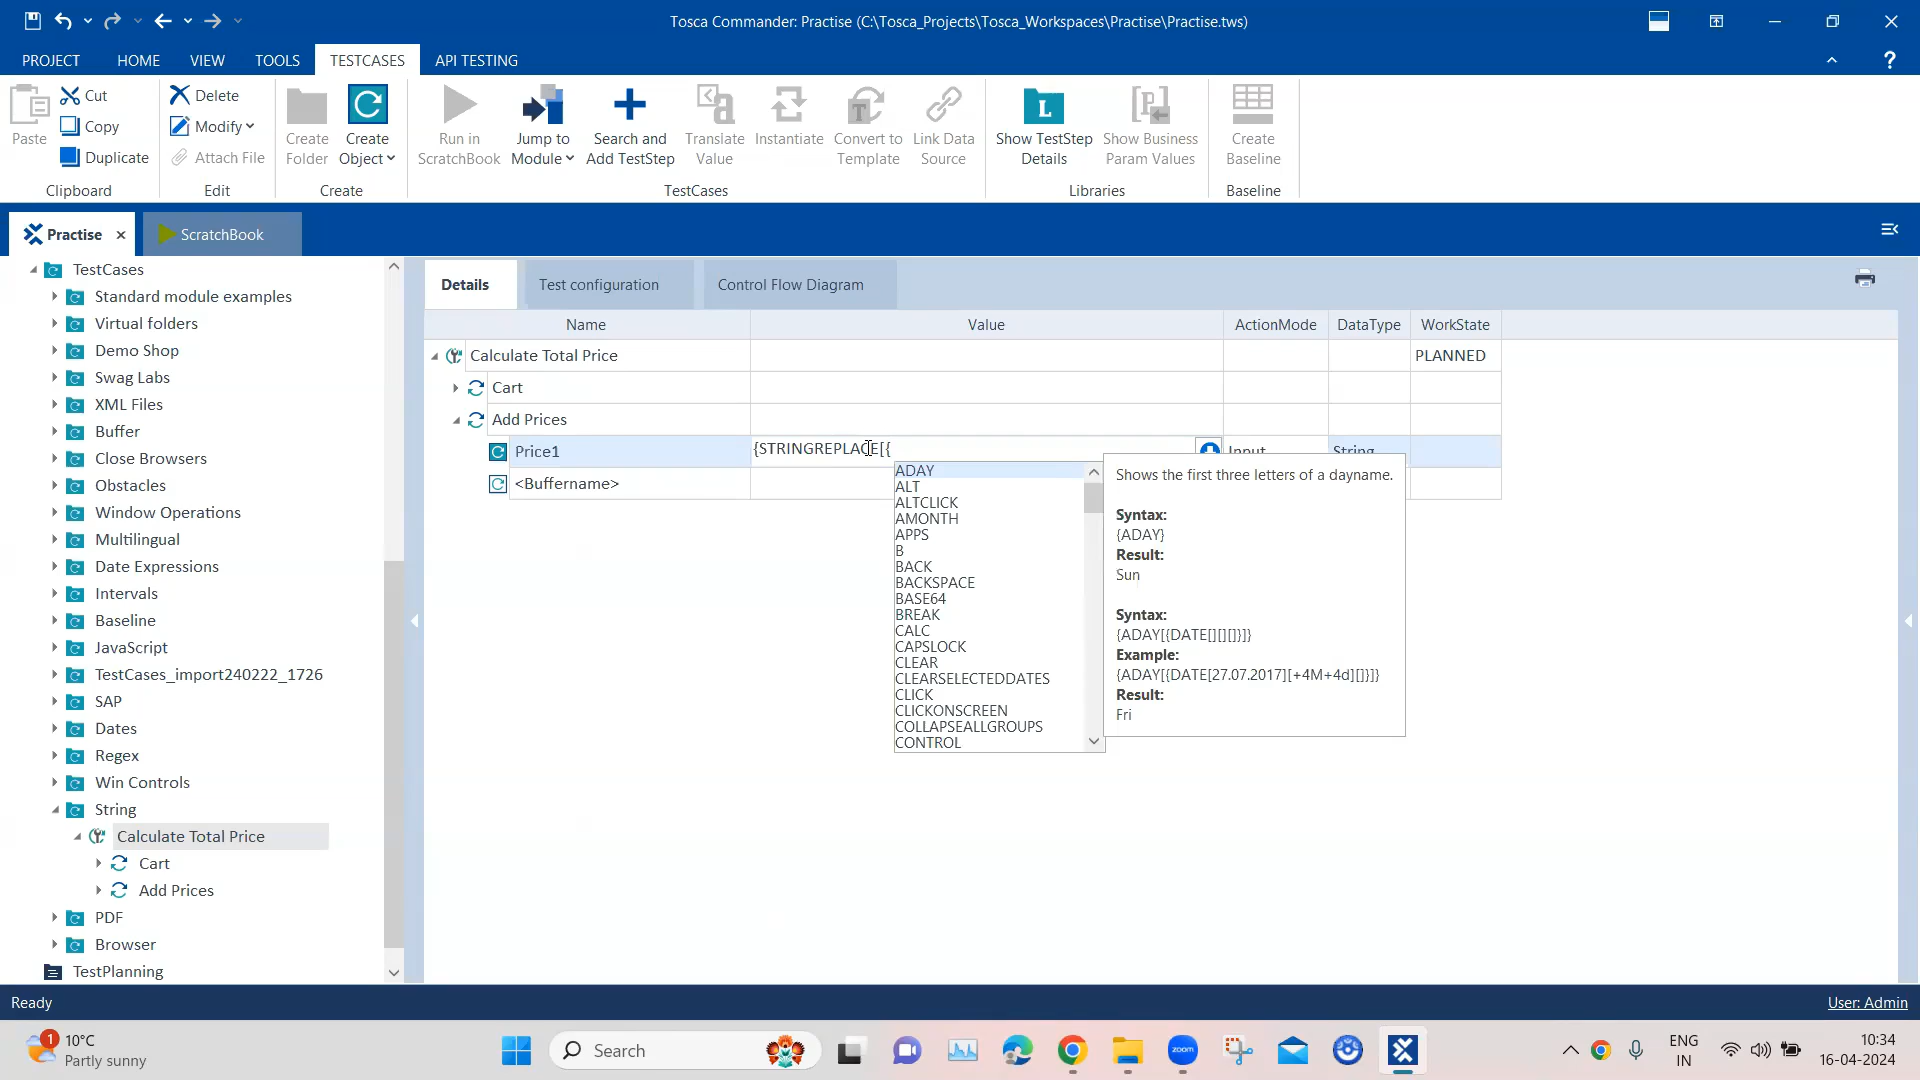 Tosca Commander: Practise (C:\Tosca_Projects\Tosca_Workspaces\Practise\Practise.tws)
PROJECT HOME VIEW TOOLS TESTCASES API TESTING
Paste
Cut
Copy
Duplicate
Clipboard
Delete
Modify
Attach File
Edit
Create Folder
Create Object
Create
Run in ScratchBook
Jump to Module
Search and Add TestStep
Translate Value
Instantiate
Convert to Template
Link Data Source
TestCases
Show TestStep Details
Show Business Param Values
Libraries
Create Baseline
Baseline
Practise
ScratchBook
TestCases
Standard module examples
Virtual folders
Demo Shop
Swag Labs
XML Files
Buffer
Close Browsers
Obstacles
Window Operations
Multilingual
Date Expressions
Intervals
Baseline
JavaScript
TestCases_import240222_1726
SAP
Dates
Regex
Win Controls
String
Calculate Total Price
Cart
Add Prices
PDF
Browser
TestPlanning
Details Test configuration Control Flow Diagram
Name Value ActionMode DataType WorkState
Calculate Total Price PLANNED
Cart
Add Prices
Price1 {STRINGREPLACE[{ Input String
<Buffername>
ADAY
ALT
ALTCLICK
AMONTH
APPS
B
BACK
BACKSPACE
BASE64
BREAK
CALC
CAPSLOCK
CLEAR
CLEARSELECTEDDATES
CLICK
CLICKONSCREEN
COLLAPSEALLGROUPS
CONTROL
Shows the first three letters of a dayname.
Syntax:
{ADAY}
Result:
Sun
Syntax:
{ADAY[{DATE[][][]}]}
Example:
{ADAY[{DATE[27.07.2017][+4M+4d][]}]}
Result:
Fri
Ready
User: Admin
1
10°C
Partly sunny
Search
zoom
ENG
IN
10:34
16-04-2024